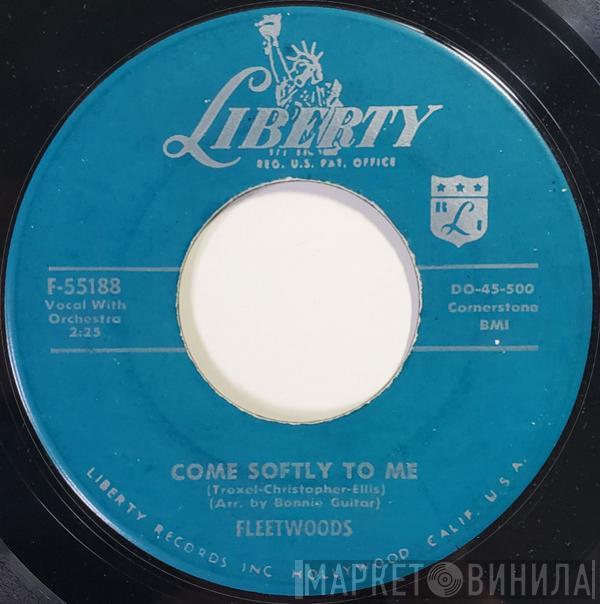 LIBERTY
REG. U.S. PAT. OFFICE
R L I
F-55188
Vocal With
Orchestra
2:25
DO-45-500
Cornerstone
BMI
COME SOFTLY TO ME
(Troxel-Christopher-Ellis)
(Arr. by Bonnie Guitar)
FLEETWOODS
LIBERTY RECORDS INC HOLLYWOOD CALIF. U.S.A.
МАРКЕТ ВИНИЛА